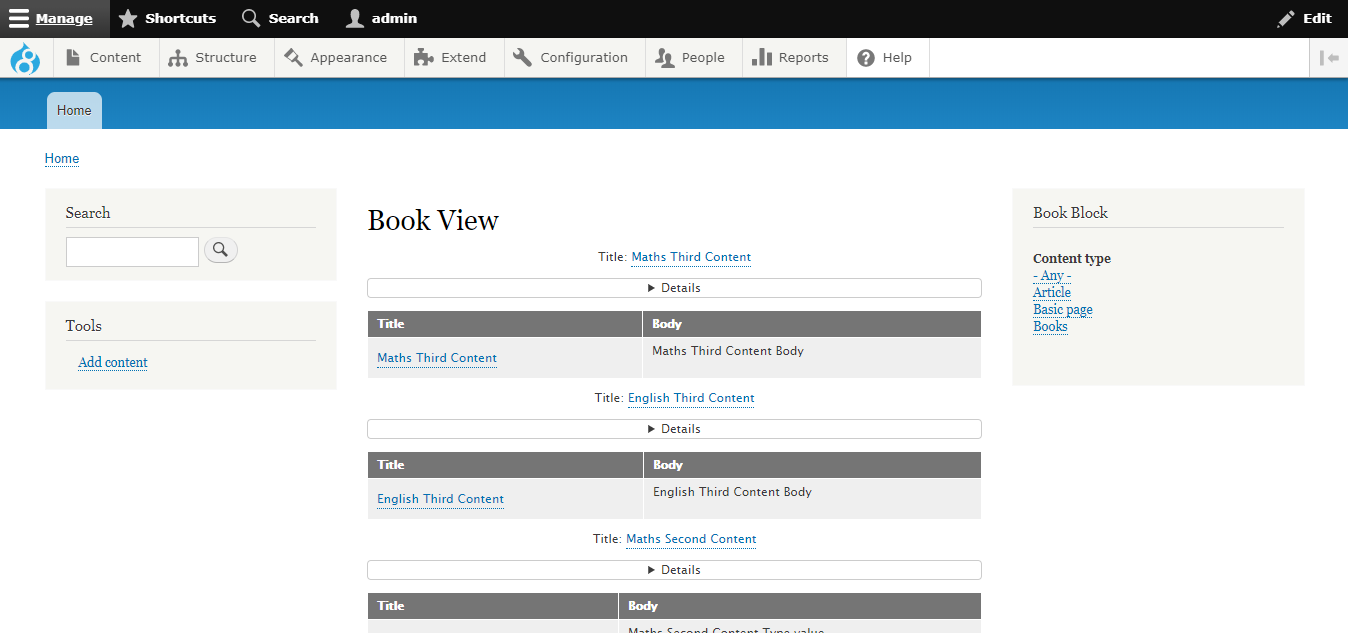 Manage Shortcuts Search admin Edit
Content Structure Appearance Extend Configuration People Reports Help
Home
Home
Search
Tools
Add content
Book View
Title: Maths Third Content
Details
Title Body
Maths Third Content Maths Third Content Body
Title: English Third Content
Details
Title Body
English Third Content English Third Content Body
Title: Maths Second Content
Details
Title Body
Maths Second Content Type value
Book Block
Content type
- Any -
Article
Basic page
Books